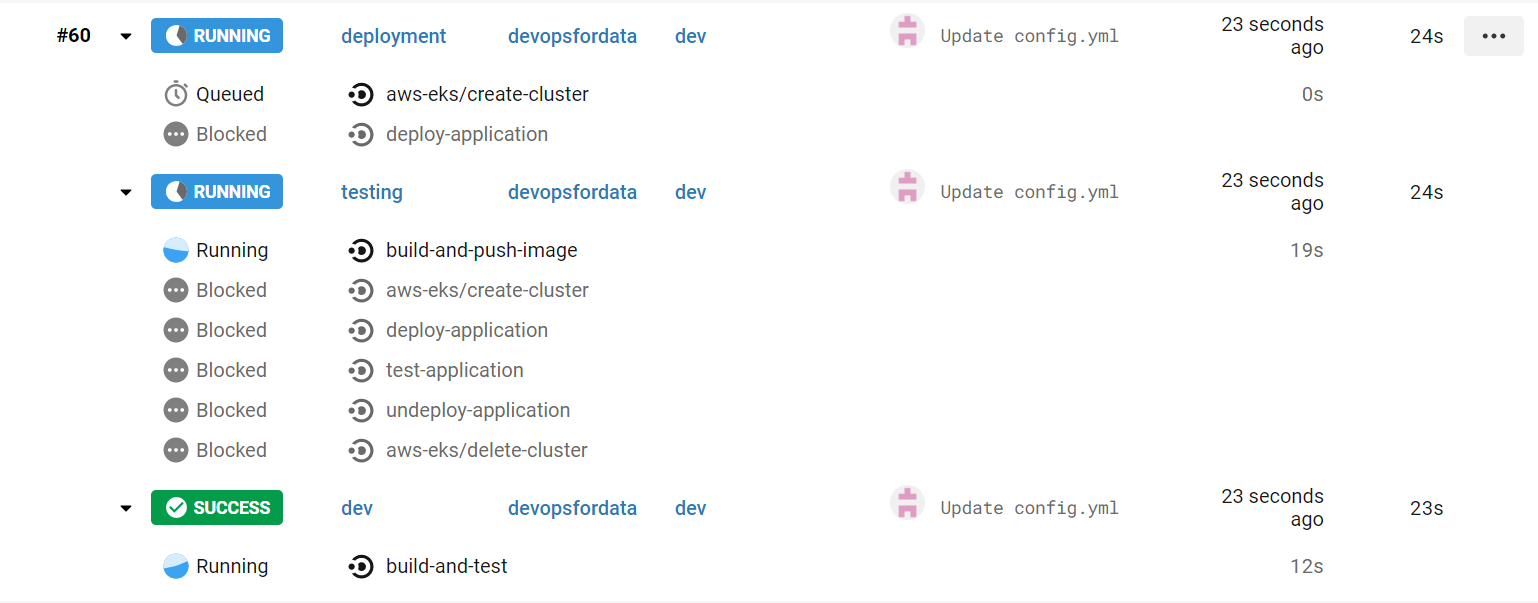 #60 RUNNING deployment devopsfordata dev Update config.yml 23 seconds ago 24s
Queued aws-eks/create-cluster 0s
Blocked deploy-application
RUNNING testing devopsfordata dev Update config.yml 23 seconds ago 24s
Running build-and-push-image 19s
Blocked aws-eks/create-cluster
Blocked deploy-application
Blocked test-application
Blocked undeploy-application
Blocked aws-eks/delete-cluster
SUCCESS dev devopsfordata dev Update config.yml 23 seconds ago 23s
Running build-and-test 12s